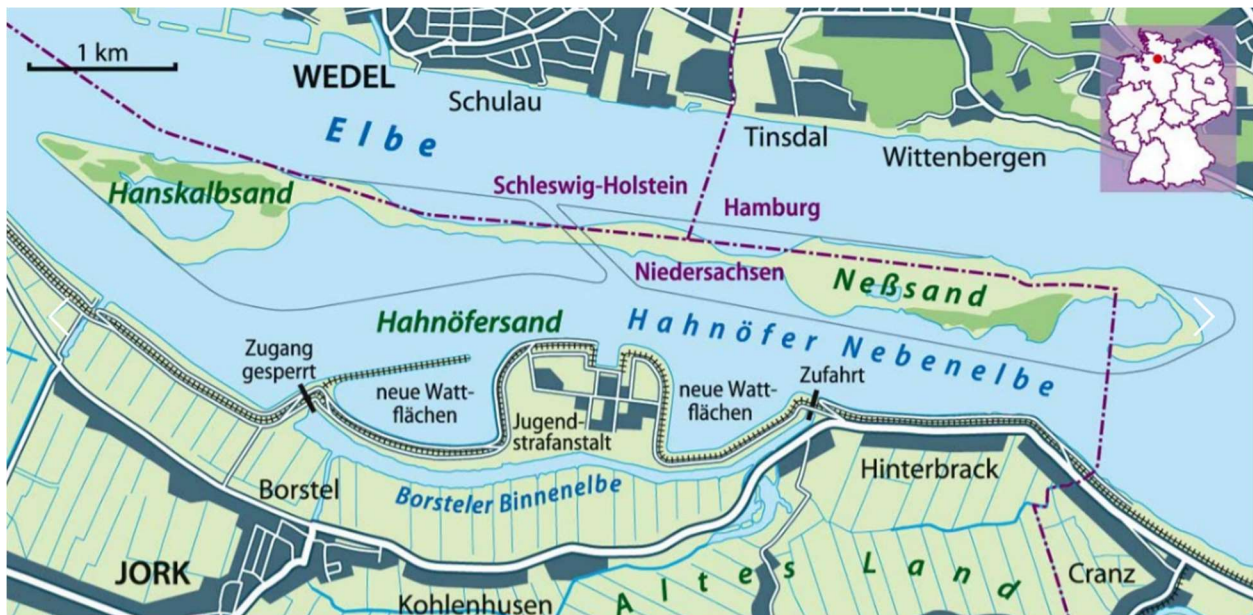 1 km
WEDEL
Schulau
Elbe
Tinsdal
Wittenbergen
Hanskalbsand
Schleswig-Holstein
Hamburg
Niedersachsen
Neßsand
Hahnöfersand
Hahnöfer Nebenelbe
Zugang
gesperrt
neue Watt-
flächen
Jugend-
strafanstalt
neue Watt-
flächen
Zufahrt
Borstel
Borsteler Binnenelbe
Hinterbrack
JORK
Kohlenhusen
Altes Land
Cranz